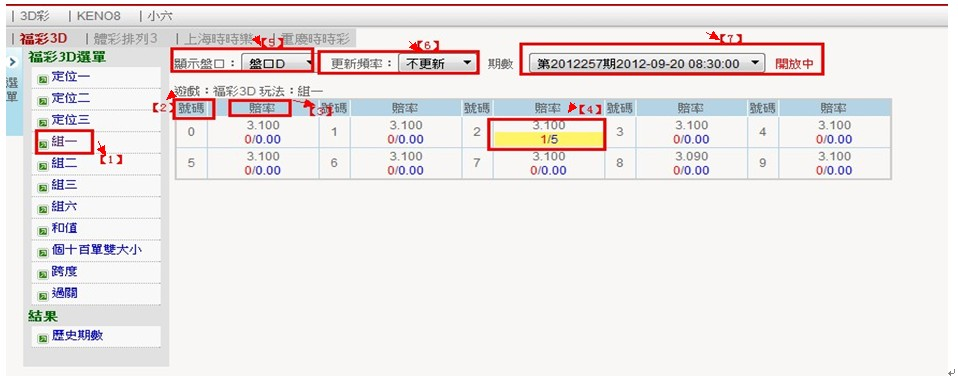 | 3D彩 | KENO8 | 小六
| 福彩3D | 體彩排列3 | 上海時時樂 | 重慶時時彩
選單
福彩3D選單
定位一
定位二
定位三
組一
【1】
組二
組三
組六
和值
個十百單雙大小
跨度
過關
結果
歷史期數
【5】
【6】
【7】
顯示盤口： 盤口D 更新頻率： 不更新 期數 第2012257期2012-09-20 08:30:00 開放中
遊戲：福彩3D 玩法：組一
【2】 號碼 賠率 【3】 號碼 賠率 號碼 賠率 【4】 號碼 賠率 號碼 賠率
0 3.100 1 3.100 2 3.100 3 3.100 4 3.100
0/0.00 0/0.00 1/5 0/0.00 0/0.00
5 3.100 6 3.100 7 3.100 8 3.090 9 3.100
0/0.00 0/0.00 0/0.00 0/0.00 0/0.00